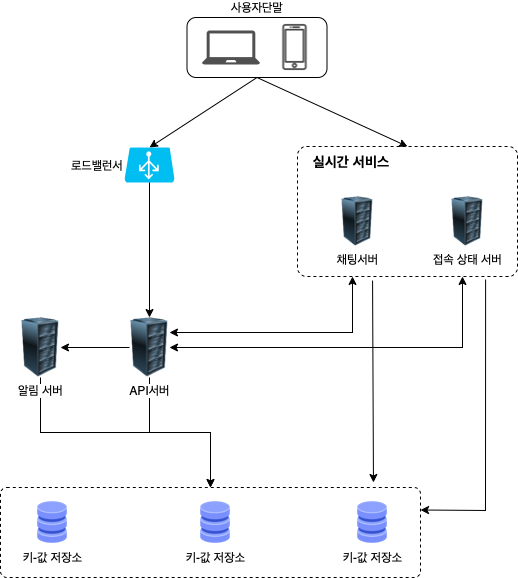 사용자단말
로드밸런서
실시간 서비스
채팅서버
접속 상태 서버
알림 서버
API서버
키-값 저장소
키-값 저장소
키-값 저장소